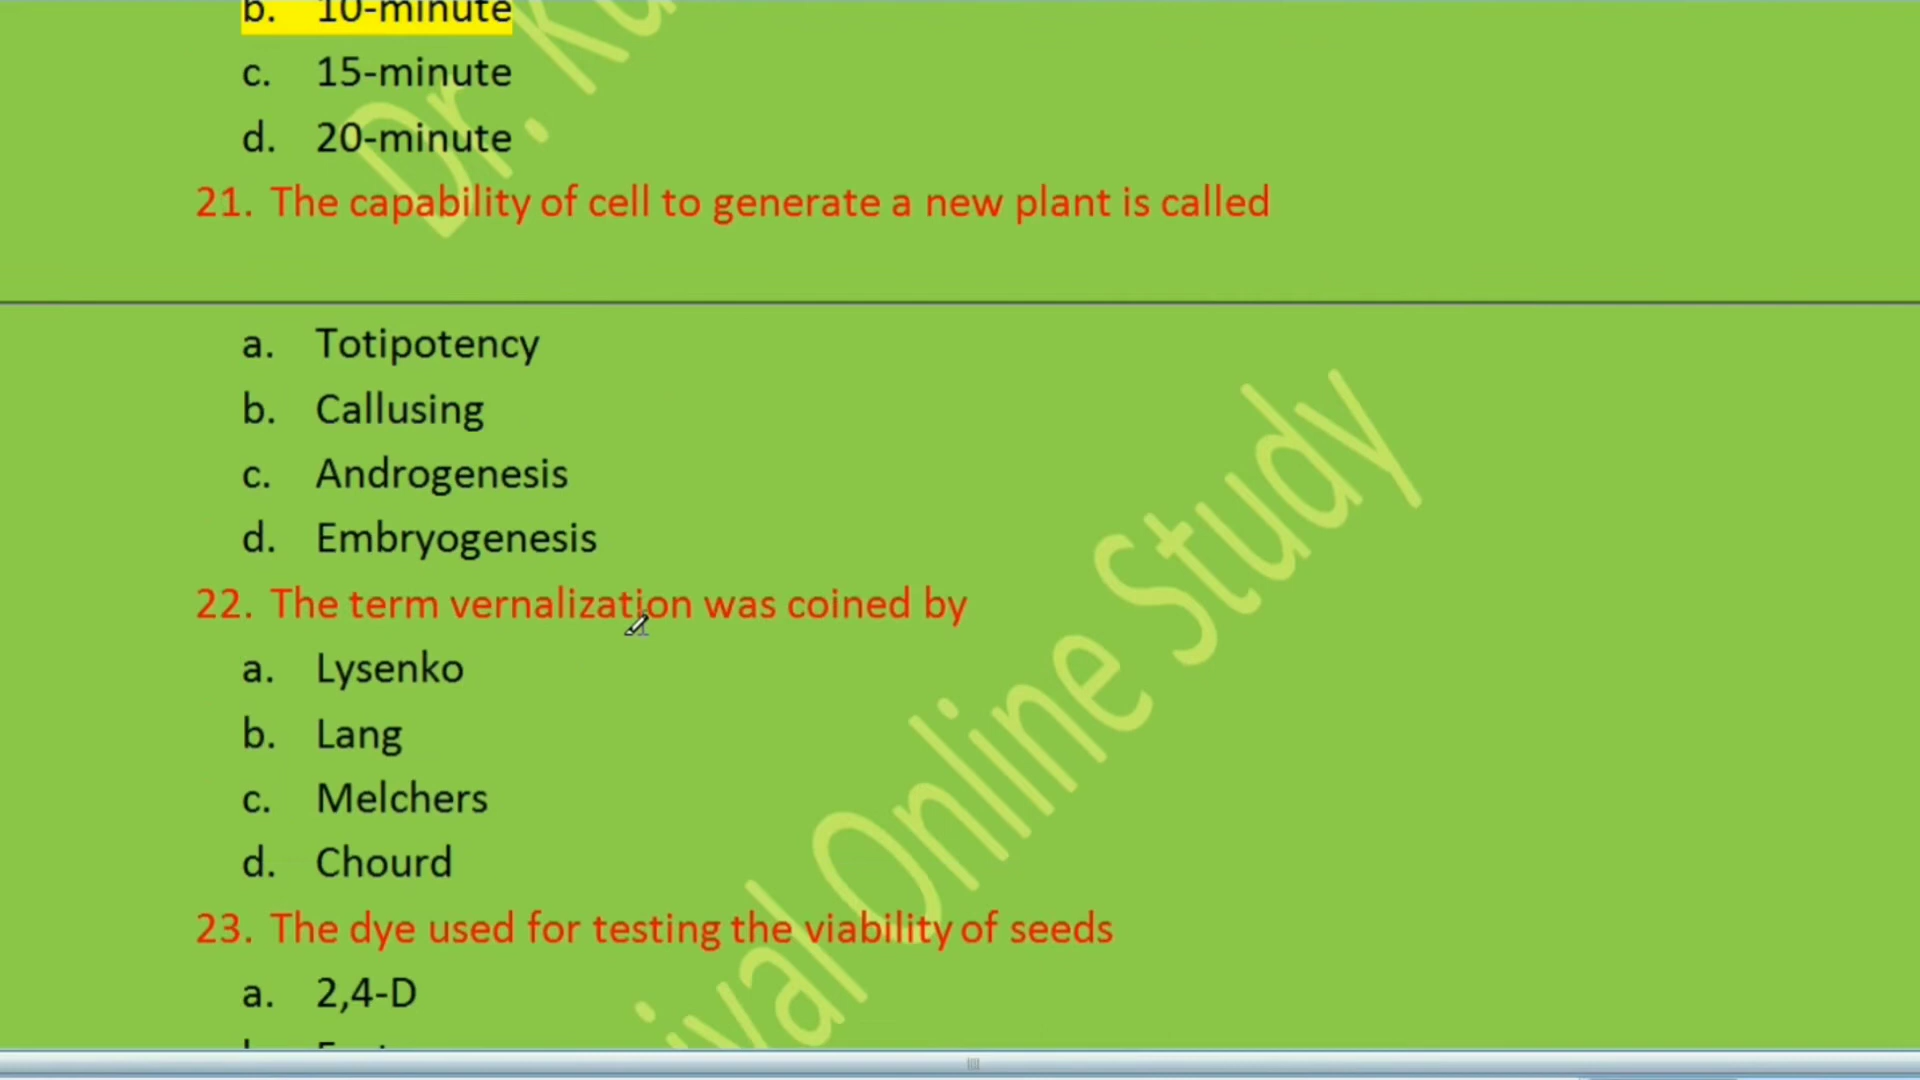 b. 10-minute
c. 15-minute
d. 20-minute
21. The capability of cell to generate a new plant is called
a. Totipotency
b. Callusing
c. Androgenesis
d. Embryogenesis
22. The term vernalization was coined by
a. Lysenko
b. Lang
c. Melchers
d. Chourd
23. The dye used for testing the viability of seeds
a. 2,4-D
Dr.
Online Study